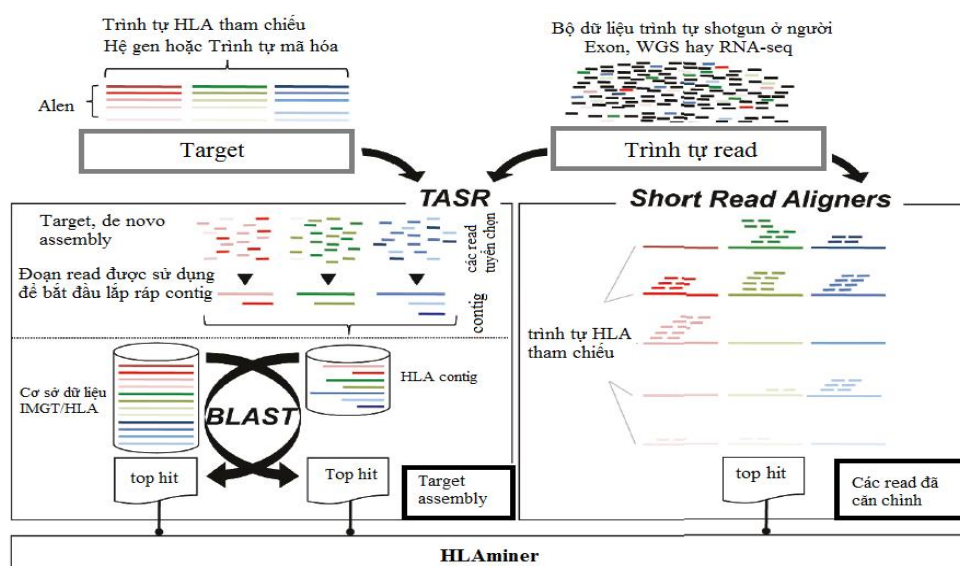 Trình tự HLA tham chiếu
Hệ gen hoặc Trình tự mã hóa
Alen
Target
Bộ dữ liệu trình tự shotgun ở người
Exon, WGS hay RNA-seq
Trình tự read
TASR
Target, de novo
assembly
các read
tuyên chọn
Đoạn read được sử dụng
để bắt đầu lắp ráp contig
contig
Cơ sở dữ liệu
IMGT/HLA
BLAST
HLA contig
top hit
Top hit
Target
assembly
Short Read Aligners
trình tự HLA
tham chiếu
top hit
Các read đã
căn chỉnh
HLAminer